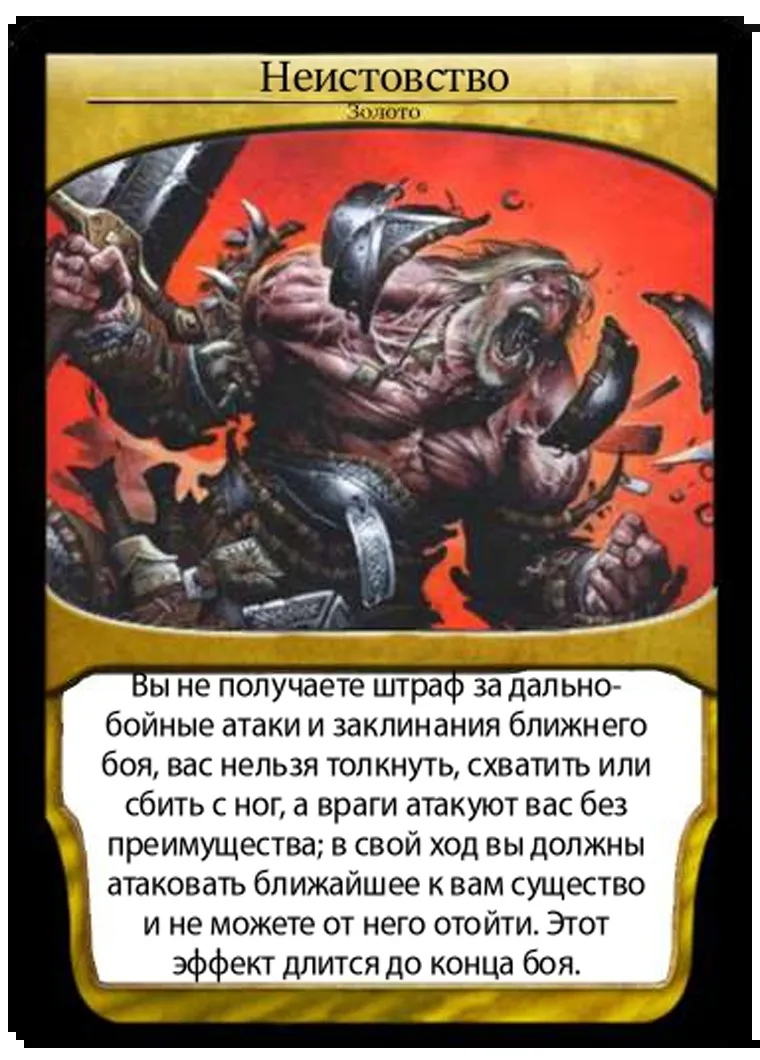 Неистовство
Золото
Вы не получаете штраф за дально-
бойные атаки и заклинания ближнего
боя, вас нельзя толкнуть, схватить или
сбить с ног, а враги атакуют вас без
преимущества; в свой ход вы должны
атаковать ближайшее к вам существо
и не можете от него отойти. Этот
эффект длится до конца боя.